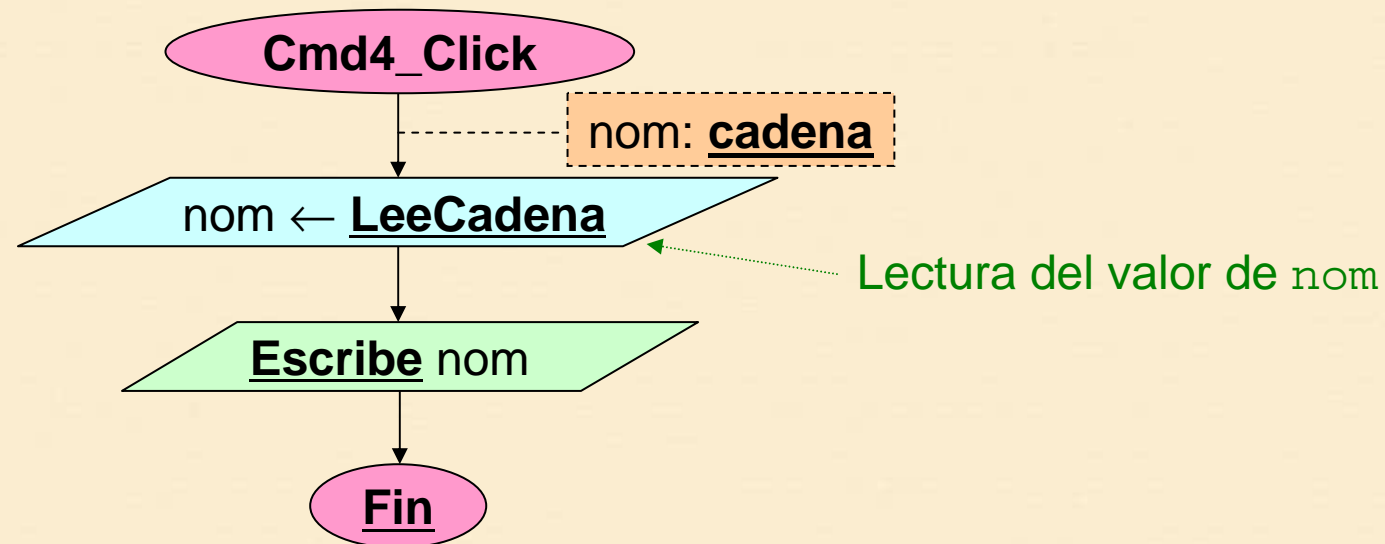 Cmd4_Click
nom: cadena
nom ← LeeCadena
Lectura del valor de nom
Escribe nom
Fin